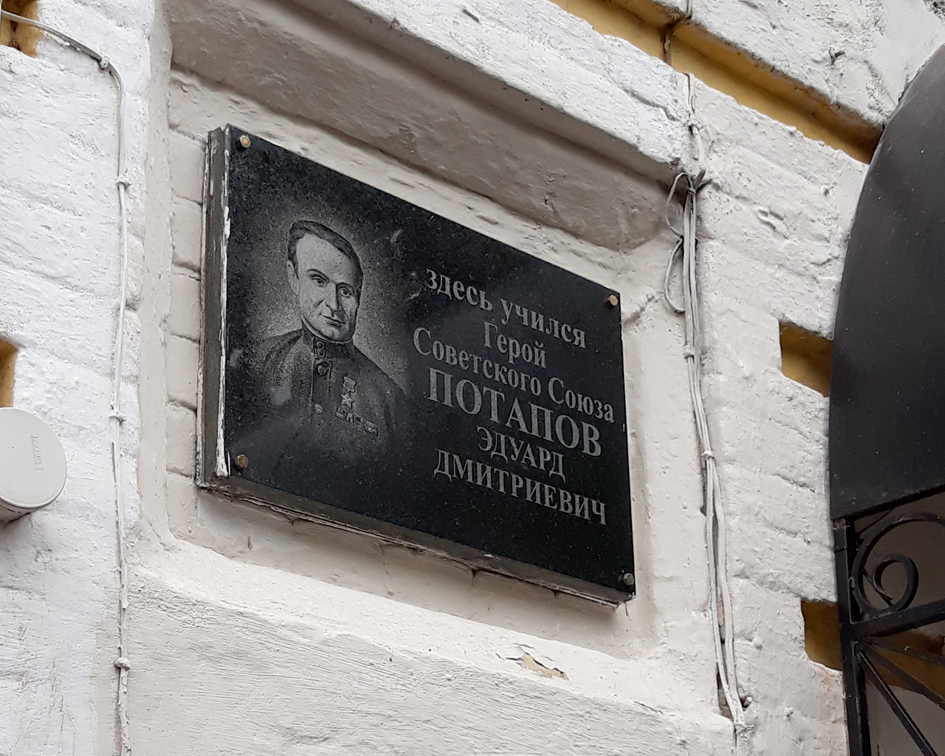 здесь учился
Герой
Советского Союза
ПОТАПОВ
ЭДУАРД
ДМИТРИЕВИЧ